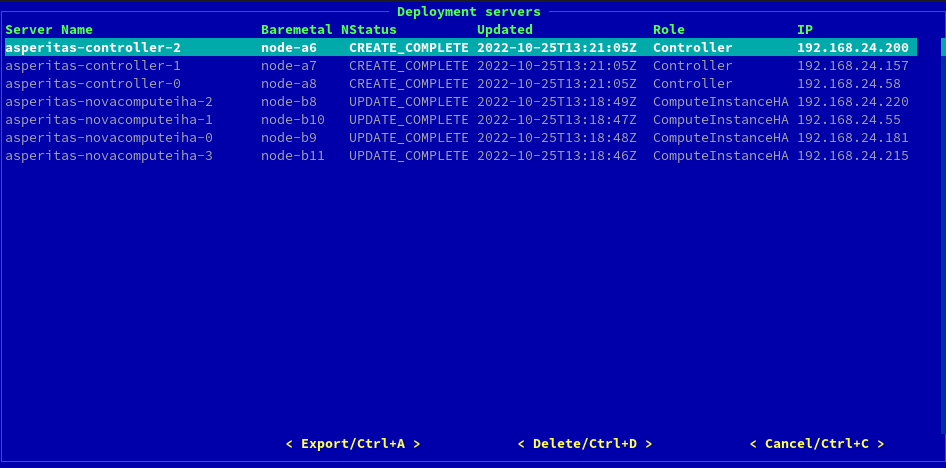 Deployment servers
Server Name Baremetal NStatus Updated Role IP
asperitas-controller-2 node-a6 CREATE_COMPLETE 2022-10-25T13:21:05Z Controller 192.168.24.200
asperitas-controller-1 node-a7 CREATE_COMPLETE 2022-10-25T13:21:05Z Controller 192.168.24.157
asperitas-controller-0 node-a8 CREATE_COMPLETE 2022-10-25T13:21:05Z Controller 192.168.24.58
asperitas-novacomputeiha-2 node-b8 UPDATE_COMPLETE 2022-10-25T13:18:49Z ComputeInstanceHA 192.168.24.220
asperitas-novacomputeiha-1 node-b10 UPDATE_COMPLETE 2022-10-25T13:18:47Z ComputeInstanceHA 192.168.24.55
asperitas-novacomputeiha-0 node-b9 UPDATE_COMPLETE 2022-10-25T13:18:48Z ComputeInstanceHA 192.168.24.181
asperitas-novacomputeiha-3 node-b11 UPDATE_COMPLETE 2022-10-25T13:18:46Z ComputeInstanceHA 192.168.24.215
< Export/Ctrl+A > < Delete/Ctrl+D > < Cancel/Ctrl+C >